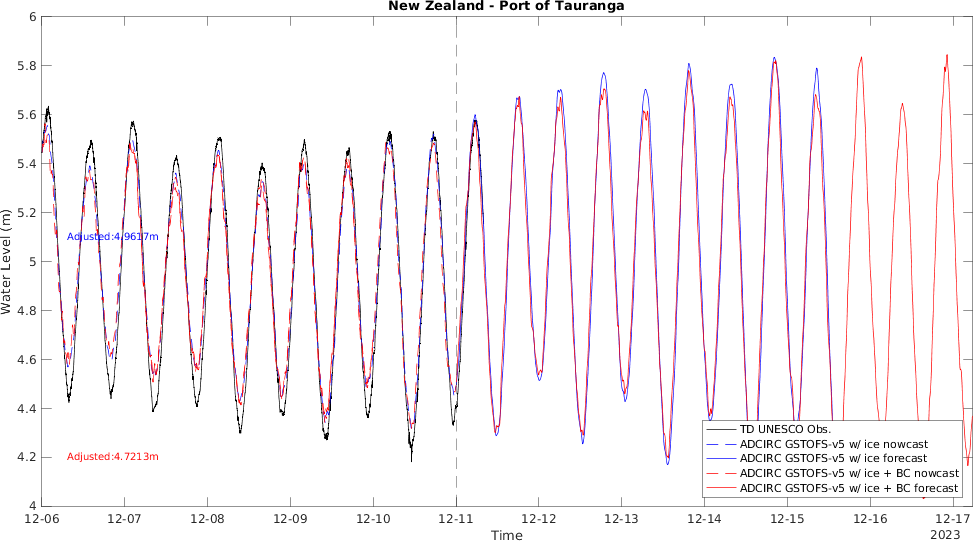 New Zealand - Port of Tauranga
6
5.8
5.6
5.4
5.2
5
4.8
4.6
4.4
4.2
4
Water Level (m)
Adjusted:4.9617m
Adjusted:4.7213m
TD UNESCO Obs.
ADCIRC GSTOFS-v5 w/ ice nowcast
ADCIRC GSTOFS-v5 w/ ice forecast
ADCIRC GSTOFS-v5 w/ ice + BC nowcast
ADCIRC GSTOFS-v5 w/ ice + BC forecast
12-06 12-07 12-08 12-09 12-10 12-11 12-12 12-13 12-14 12-15 12-16 12-17
2023
Time